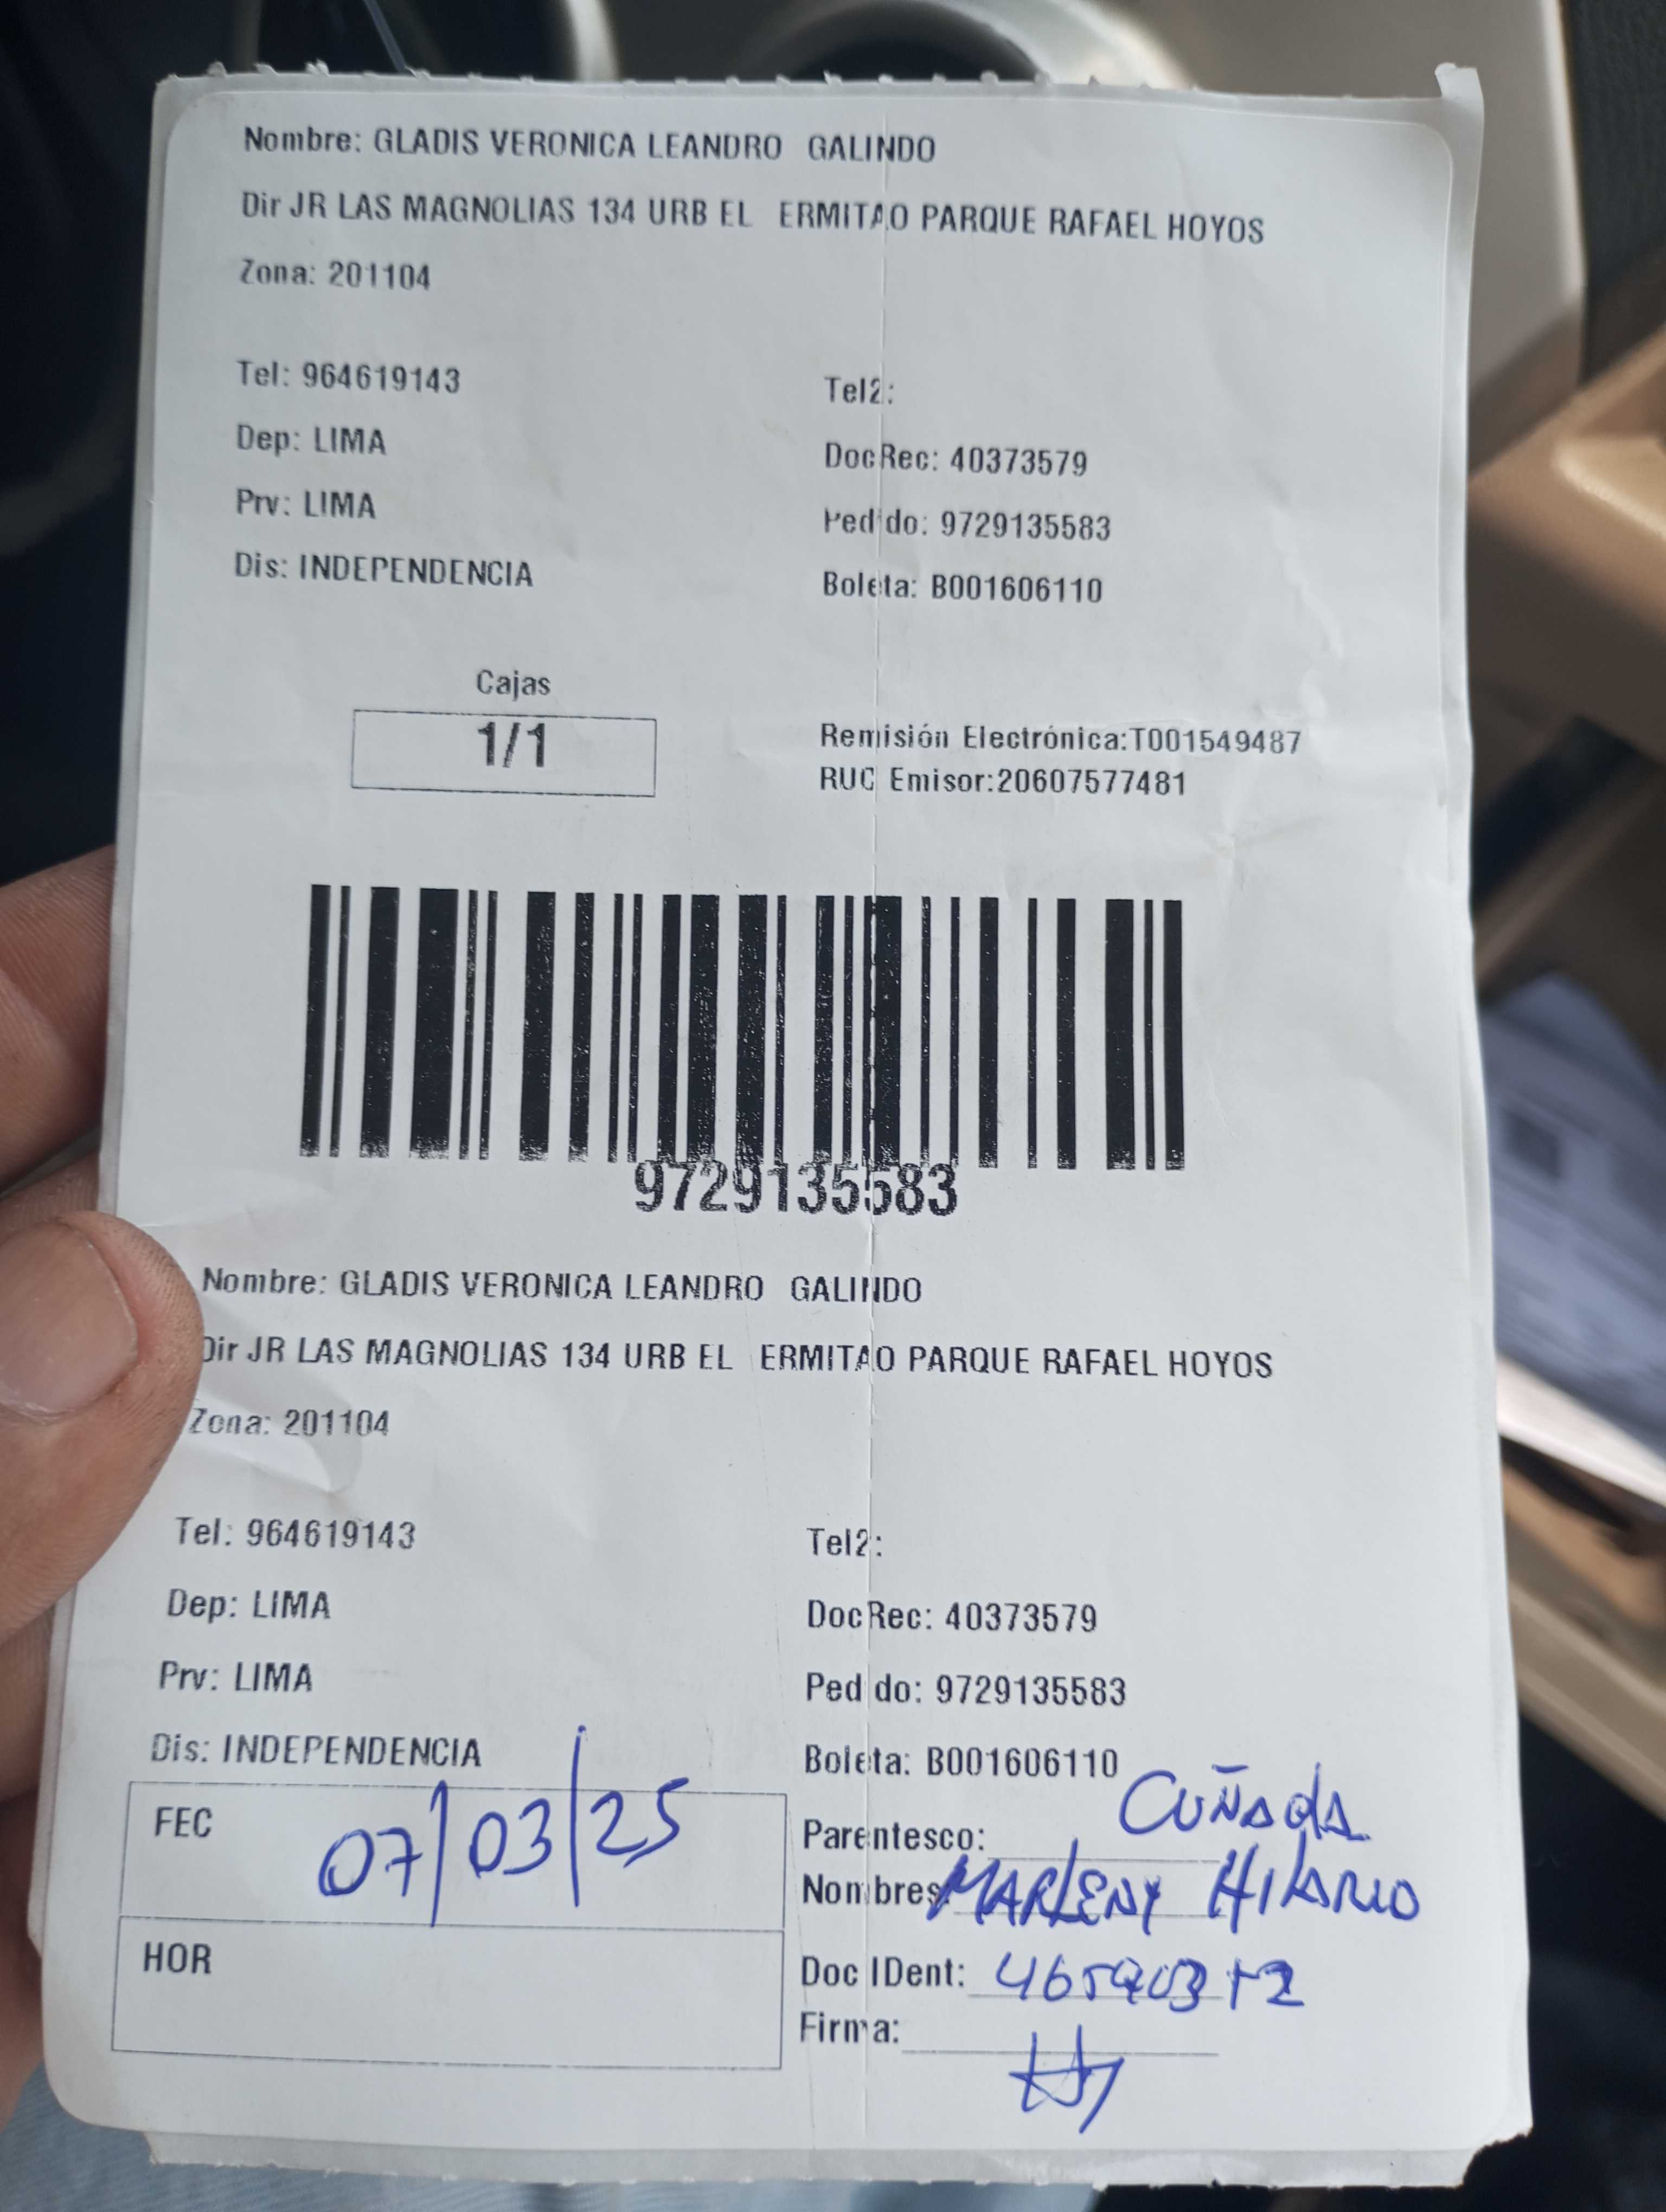 Nombre: GLADIS VERONICA LEANDRO GALINDO
Dir JR LAS MAGNOLIAS 134 URB EL ERMITAO PARQUE RAFAEL HOYOS
Zona: 201104
Tel: 964619143 Tel2:
Dep: LIMA DocRec: 40373579
Prv: LIMA Pedido: 9729135583
Dis: INDEPENDENCIA Boleta: B001606110
Cajas
1/1
Remisión Electrónica:T001549487
RUC Emisor:20607577481
9729135583
Nombre: GLADIS VERONICA LEANDRO GALINDO
Dir JR LAS MAGNOLIAS 134 URB EL ERMITAO PARQUE RAFAEL HOYOS
Zona: 201104
Tel: 964619143 Tel2:
Dep: LIMA DocRec: 40373579
Prv: LIMA Pedido: 9729135583
Dis: INDEPENDENCIA Boleta: B001606110
FEC 07/03/25
Parentesco: CUÑADA
Nombres MARLENY HILARIO
HOR
Doc IDent:
Firma: